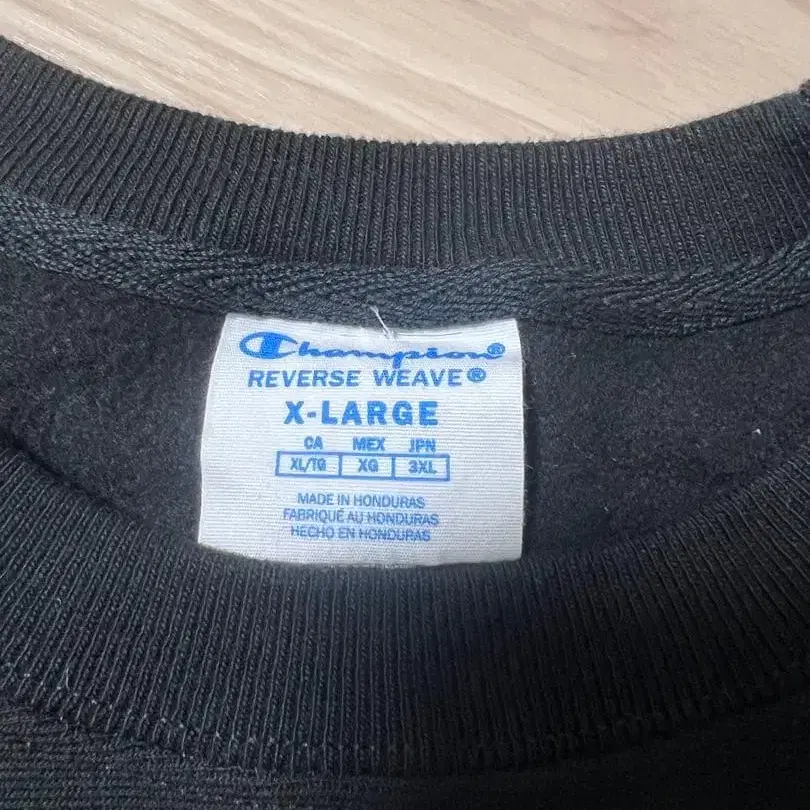 Champion®
REVERSE WEAVE®
X-LARGE
CA MEX JPN
XL/TG XG 3XL
MADE IN HONDURAS
FABRIQUÉ AU HONDURAS
HECHO EN HONDURAS